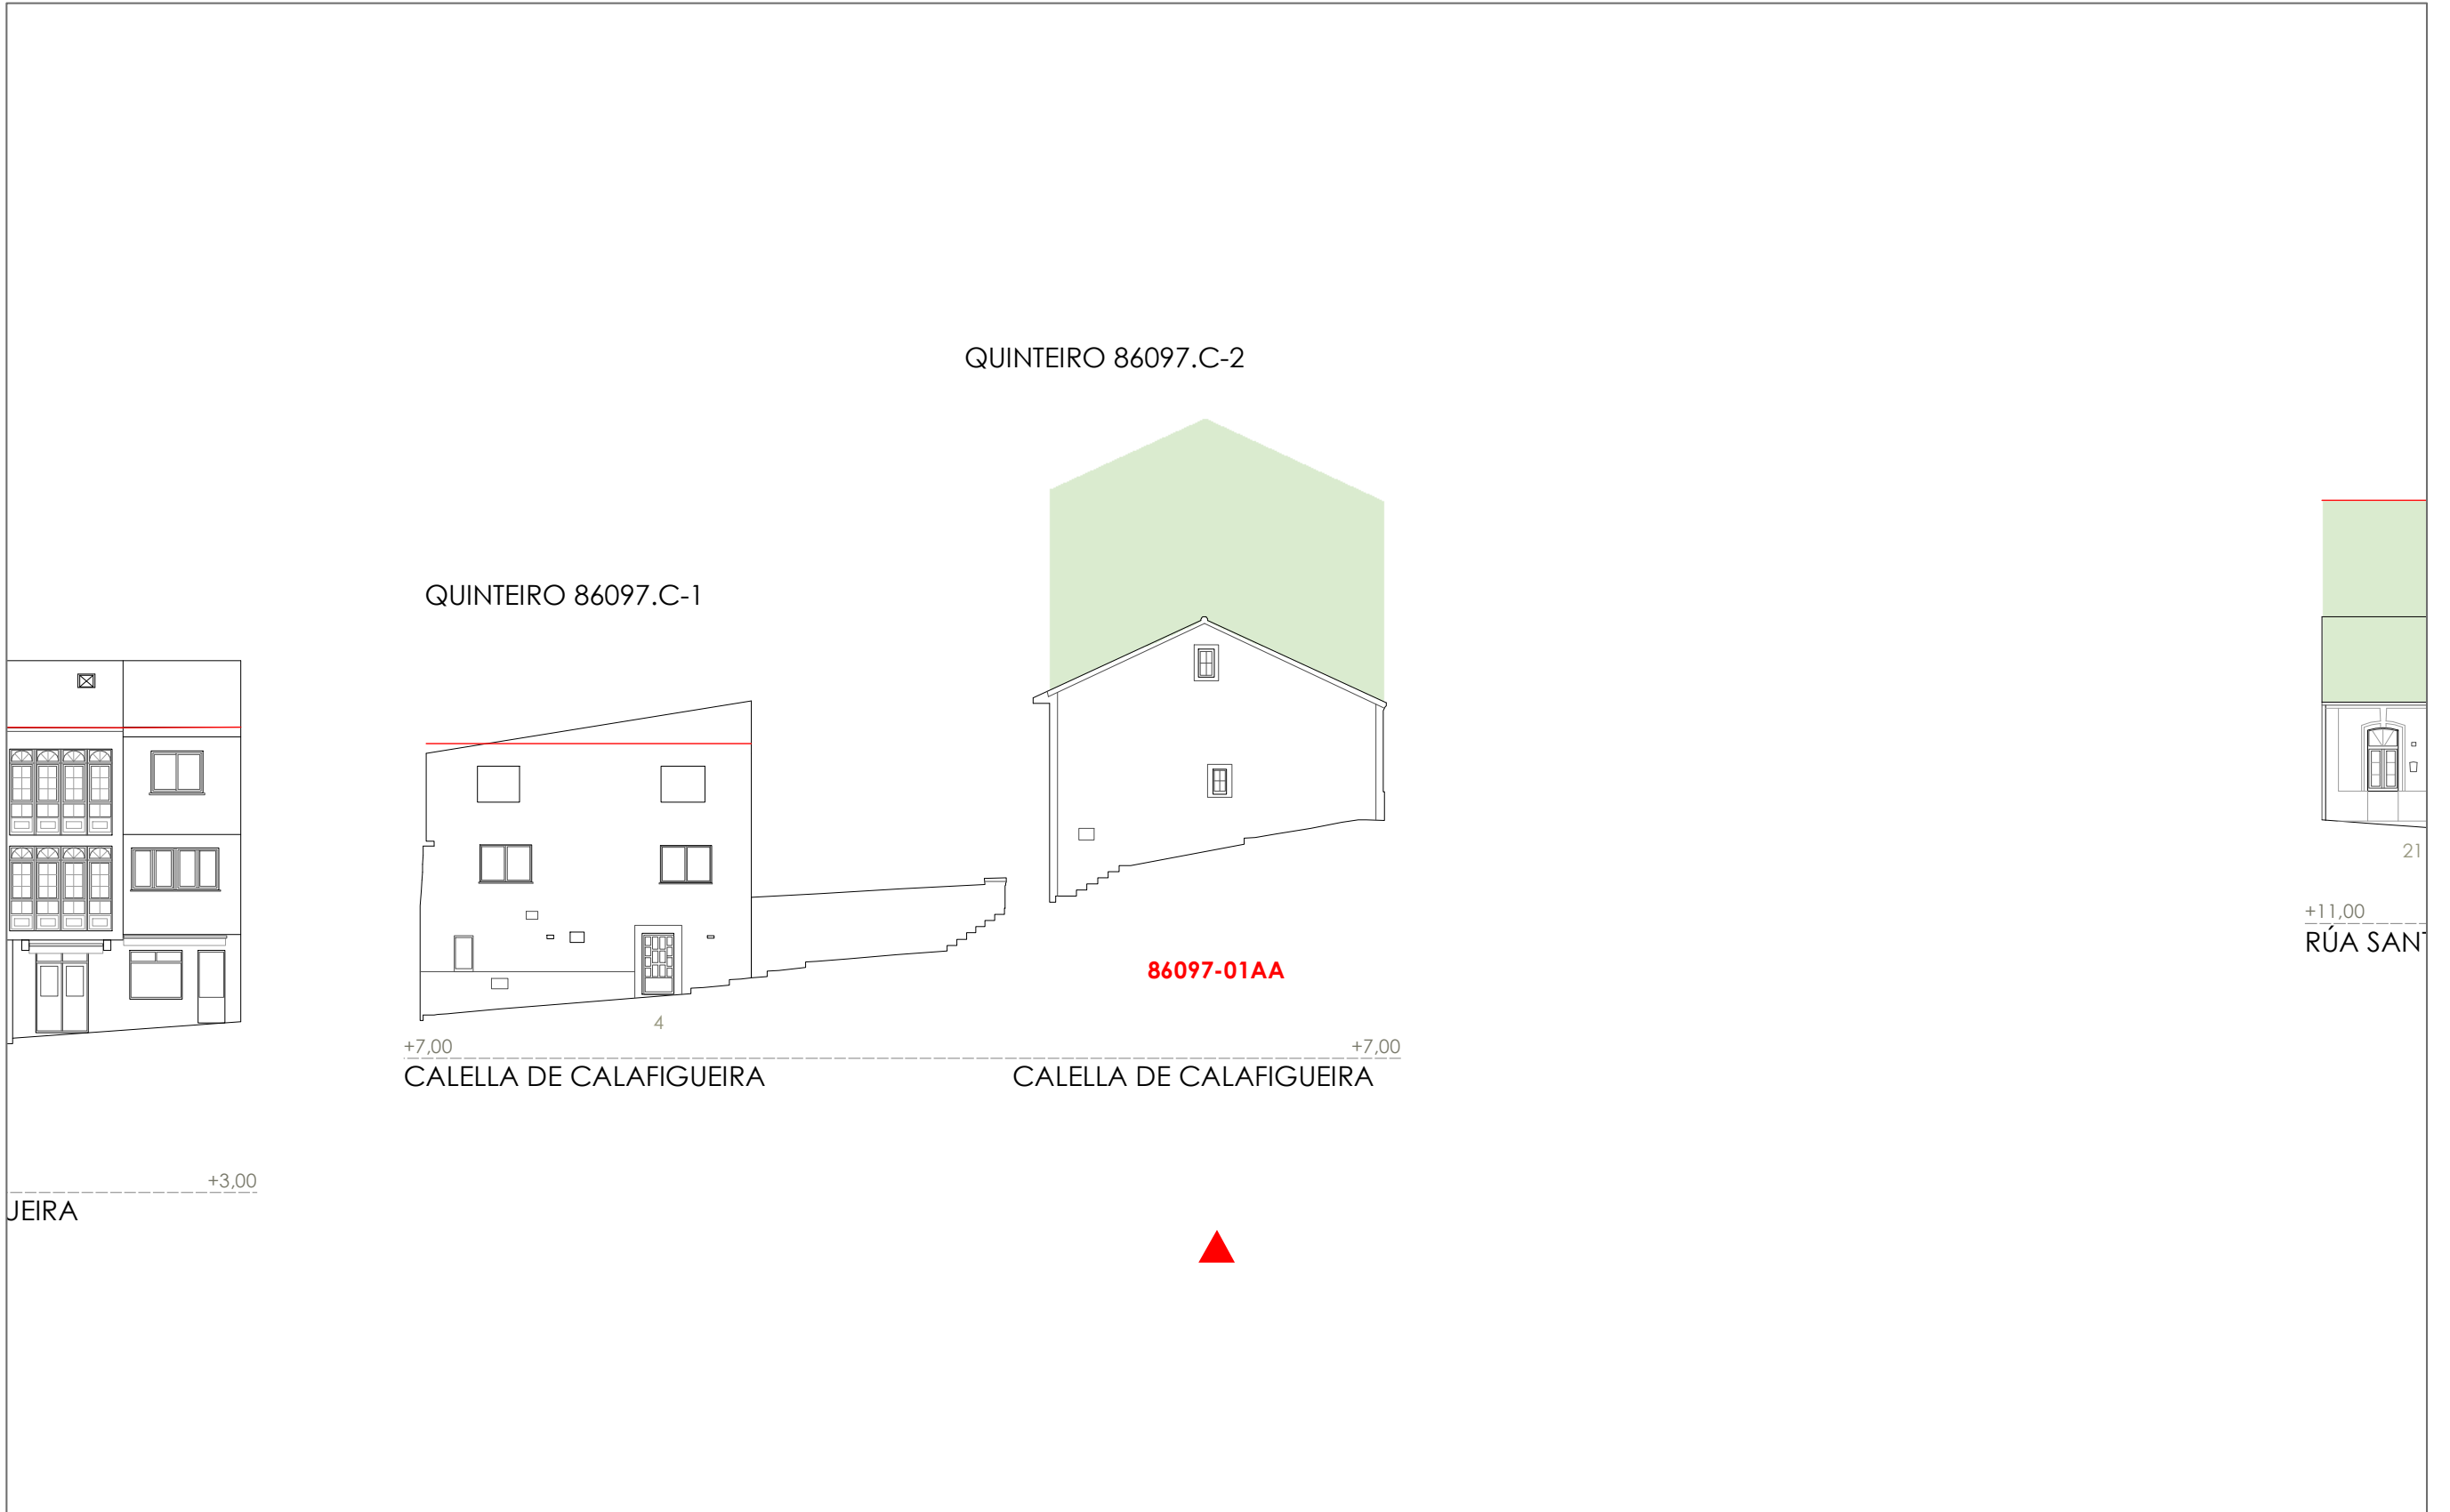 QUINTEIRO 86097.C-2
QUINTEIRO 86097.C-1
21
+11,00
RÚA SAN
86097-01AA
4
+7,00
+7,00
CALELLA DE CALAFIGUEIRA
CALELLA DE CALAFIGUEIRA
+3,00
UEIRA